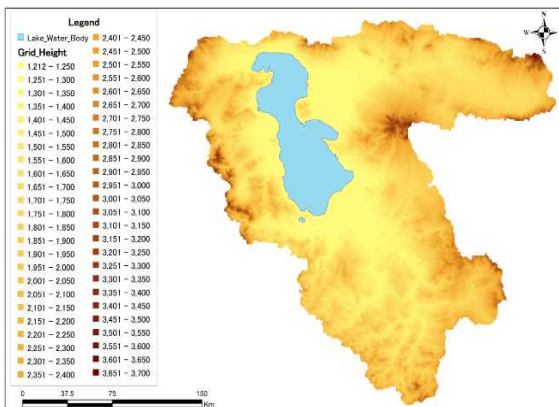 Legend
Lake_Water_Body
Grid_Height
1,212 - 1,250
1,251 - 1,300
1,301 - 1,350
1,351 - 1,400
1,401 - 1,450
1,451 - 1,500
1,501 - 1,550
1,551 - 1,600
1,601 - 1,650
1,651 - 1,700
1,701 - 1,750
1,751 - 1,800
1,801 - 1,850
1,851 - 1,900
1,901 - 1,950
1,951 - 2,000
2,001 - 2,050
2,051 - 2,100
2,101 - 2,150
2,151 - 2,200
2,201 - 2,250
2,251 - 2,300
2,301 - 2,350
2,351 - 2,400
2,401 - 2,450
2,451 - 2,500
2,501 - 2,550
2,551 - 2,600
2,601 - 2,650
2,651 - 2,700
2,701 - 2,750
2,751 - 2,800
2,801 - 2,850
2,851 - 2,900
2,901 - 2,950
2,951 - 3,000
3,001 - 3,050
3,051 - 3,100
3,101 - 3,150
3,151 - 3,200
3,201 - 3,250
3,251 - 3,300
3,301 - 3,350
3,351 - 3,400
3,401 - 3,450
3,451 - 3,500
3,501 - 3,550
3,551 - 3,600
3,601 - 3,650
3,651 - 3,700
N
W E
S
0 37.5 75 150
Km